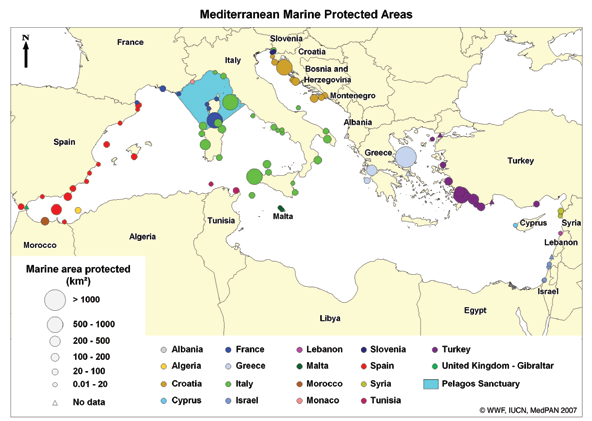 Mediterranean Marine Protected Areas
N
France
Slovenia
Croatia
Italy
Bosnia and
Herzegovina
Montenegro
Albania
Spain
Greece
Turkey
Malta
Tunisia
Cyprus
Syria
Lebanon
Morocco
Algeria
Israel
Libya
Egypt
Marine area protected
(km²)
> 1000
500 - 1000
200 - 500
100 - 200
20 - 100
0.01 - 20
No data
Albania
Algeria
Croatia
Cyprus
France
Greece
Italy
Israel
Lebanon
Malta
Morocco
Monaco
Slovenia
Spain
Syria
Tunisia
Turkey
United Kingdom - Gibraltar
Pelagos Sanctuary
© WWF, IUCN, MedPAN 2007